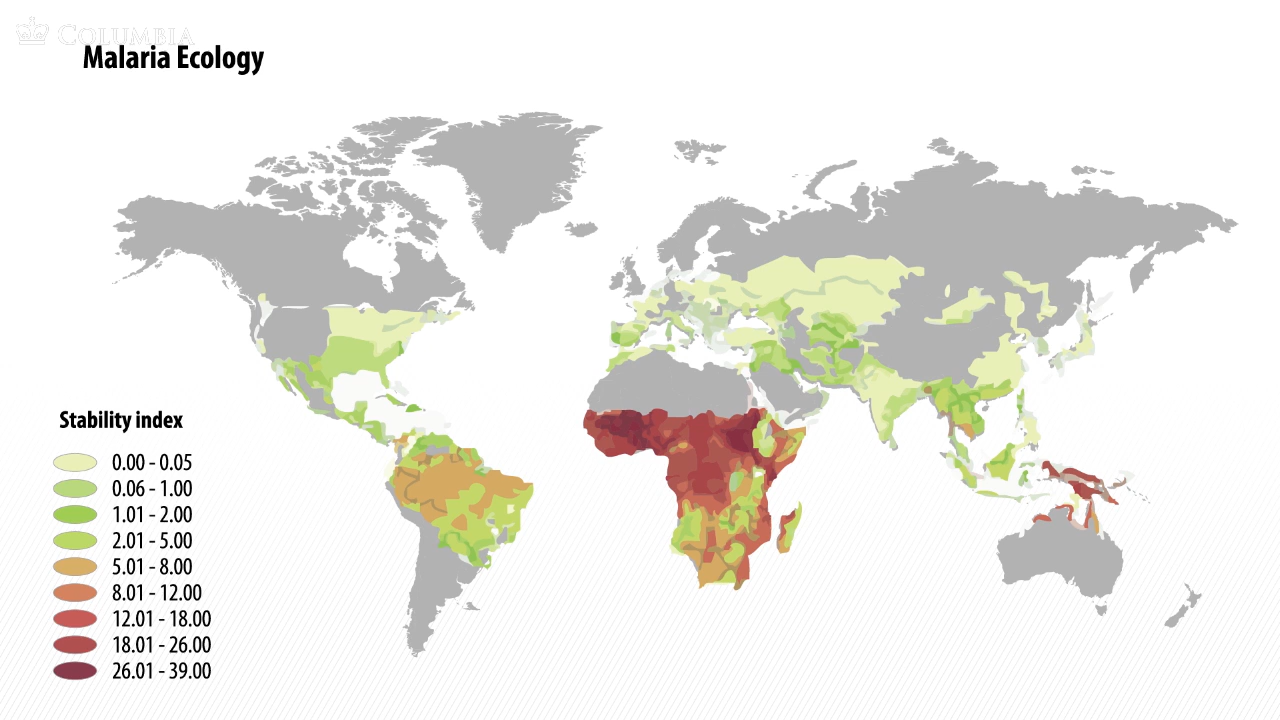 COLUMBIA
Malaria Ecology
Stability index
0.00 - 0.05
0.06 - 1.00
1.01 - 2.00
2.01 - 5.00
5.01 - 8.00
8.01 - 12.00
12.01 - 18.00
18.01 - 26.00
26.01 - 39.00